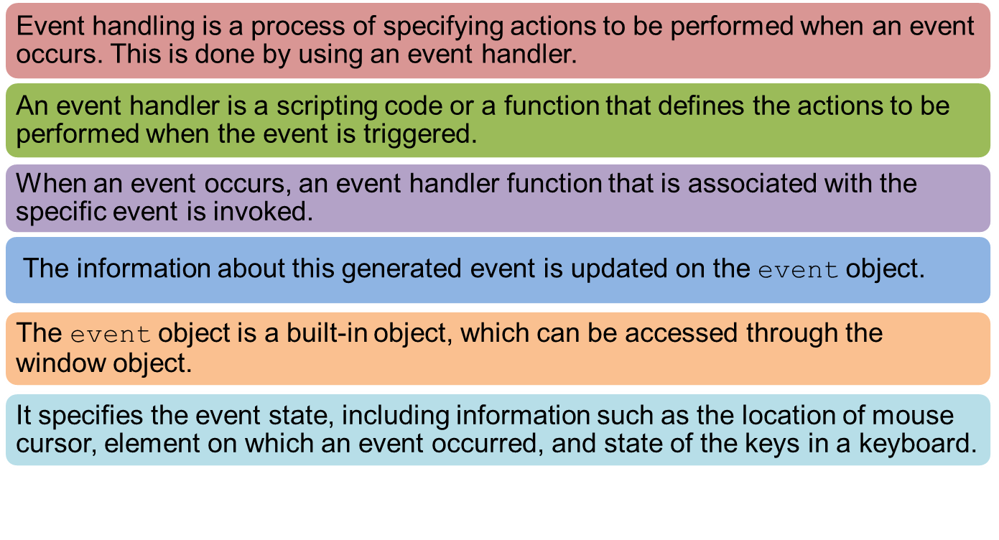 Event handling is a process of specifying actions to be performed when an event
occurs. This is done by using an event handler.
An event handler is a scripting code or a function that defines the actions to be
performed when the event is triggered.
When an event occurs, an event handler function that is associated with the
specific event is invoked.
The information about this generated event is updated on the event object.
The event object is a built-in object, which can be accessed through the
window object.
It specifies the event state, including information such as the location of mouse
cursor, element on which an event occurred, and state of the keys in a keyboard.